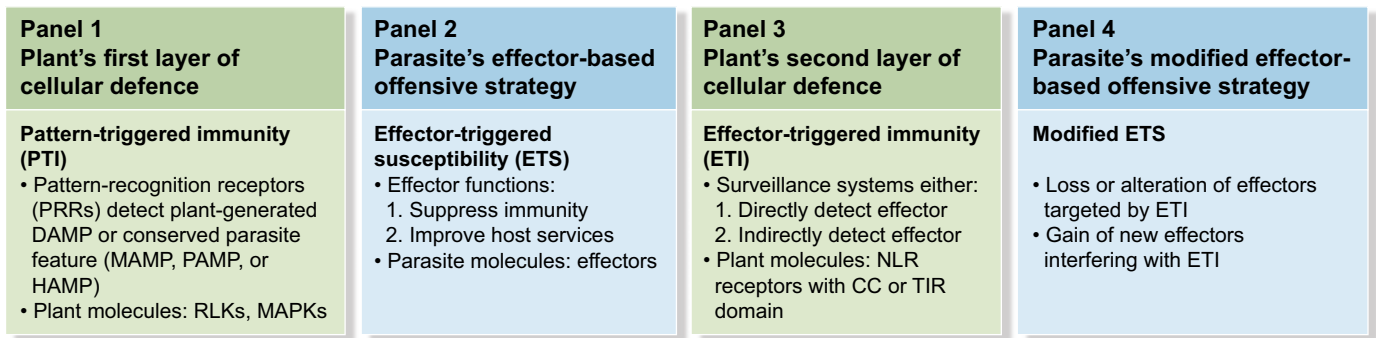 Panel 1
Plant's first layer of
cellular defence
Pattern-triggered immunity
(PTI)
• Pattern-recognition receptors
(PRRs) detect plant-generated
DAMP or conserved parasite
feature (MAMP, PAMP, or
HAMP)
• Plant molecules: RLKs, MAPKs
Panel 2
Parasite's effector-based
offensive strategy
Effector-triggered
susceptibility (ETS)
• Effector functions:
1. Suppress immunity
2. Improve host services
• Parasite molecules: effectors
Panel 3
Plant's second layer of
cellular defence
Effector-triggered immunity
(ETI)
• Surveillance systems either:
1. Directly detect effector
2. Indirectly detect effector
• Plant molecules: NLR
receptors with CC or TIR
domain
Panel 4
Parasite's modified effector-
based offensive strategy
Modified ETS
• Loss or alteration of effectors
targeted by ETI
• Gain of new effectors
interfering with ETI